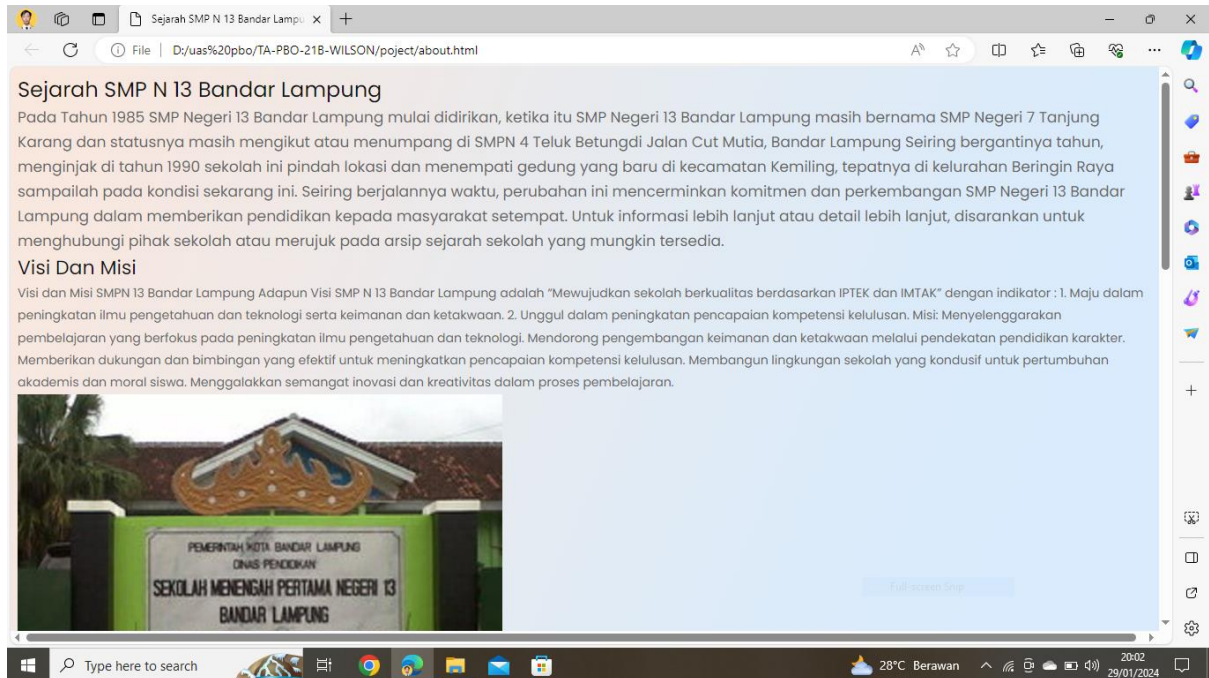 Sejarah SMP N 13 Bandar Lampu
File
D:/uas%20pbo/TA-PBO-21B-WILSON/poject/about.html
Sejarah SMP N 13 Bandar Lampung
Pada Tahun 1985 SMP Negeri 13 Bandar Lampung mulai didirikan, ketika itu SMP Negeri 13 Bandar Lampung masih bernama SMP Negeri 7 Tanjung
Karang dan statusnya masih mengikut atau menumpang di SMPN 4 Teluk Betungdi Jalan Cut Mutia, Bandar Lampung Seiring bergantinya tahun,
menginjak di tahun 1990 sekolah ini pindah lokasi dan menempati gedung yang baru di kecamatan Kemiling, tepatnya di kelurahan Beringin Raya
sampailah pada kondisi sekarang ini. Seiring berjalannya waktu, perubahan ini mencerminkan komitmen dan perkembangan SMP Negeri 13 Bandar
Lampung dalam memberikan pendidikan kepada masyarakat setempat. Untuk informasi lebih lanjut atau detail lebih lanjut, disarankan untuk
menghubungi pihak sekolah atau merujuk pada arsip sejarah sekolah yang mungkin tersedia.
Visi Dan Misi
Visi dan Misi SMPN 13 Bandar Lampung Adapun Visi SMP N 13 Bandar Lampung adalah “Mewujudkan sekolah berkualitas berdasarkan IPTEK dan IMTAK” dengan indikator : 1. Maju dalam
peningkatan ilmu pengetahuan dan teknologi serta keimanan dan ketakwaan. 2. Unggul dalam peningkatan pencapaian kompetensi kelulusan. Misi: Menyelenggarakan
pembelajaran yang berfokus pada peningkatan ilmu pengetahuan dan teknologi. Mendorong pengembangan keimanan dan ketakwaan melalui pendekatan pendidikan karakter.
Memberikan dukungan dan bimbingan yang efektif untuk meningkatkan pencapaian kompetensi kelulusan. Membangun lingkungan sekolah yang kondusif untuk pertumbuhan
akademis dan moral siswa. Menggalakkan semangat inovasi dan kreativitas dalam proses pembelajaran.
PEMERINTAH KOTA BANDAR LAMPUNG
DINAS PENDIDIKAN
SEKOLAH MENENGAH PERTAMA NEGERI 13
BANDAR LAMPUNG
Full-screen Snip
Type here to search
28°C Berawan
20:02
29/01/2024